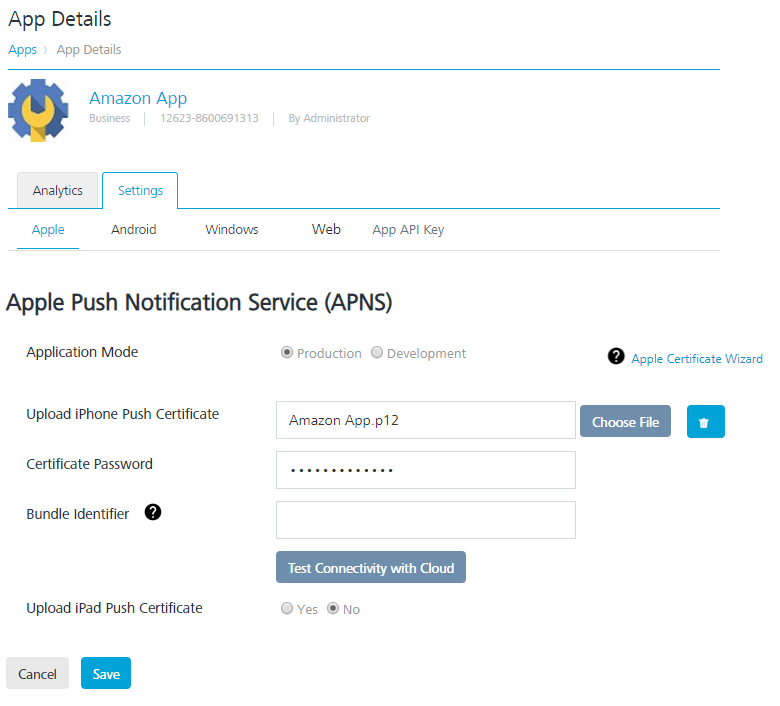 App Details
Apps 〉 App Details
Amazon App
Business | 12623-8600691313 | By Administrator
Analytics Settings
Apple Android Windows Web App API Key
Apple Push Notification Service (APNS)
Application Mode Production Development ? Apple Certificate Wizard
Upload iPhone Push Certificate Amazon App.p12 Choose File
Certificate Password •••••••••••••
Bundle Identifier ?
Test Connectivity with Cloud
Upload iPad Push Certificate Yes No
Cancel Save